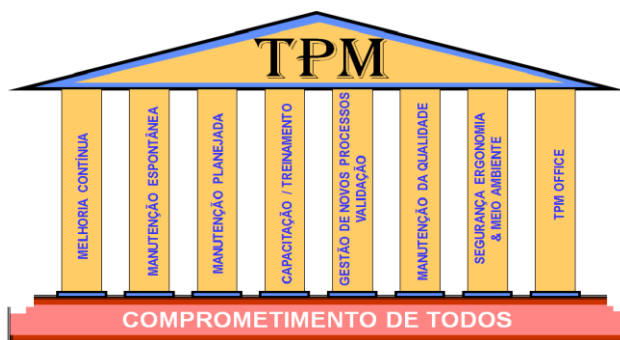 TPM
MELHORIA CONTÍNUA
MANUTENÇÃO ESPONTÂNEA
MANUTENÇÃO PLANEJADA
CAPACITAÇÃO / TREINAMENTO
GESTÃO DE NOVOS PROCESSOS
VALIDAÇÃO
MANUTENÇÃO DA QUALIDADE
SEGURANÇA ERGONOMIA
& MEIO AMBIENTE
TPM OFFICE
COMPROMETIMENTO DE TODOS